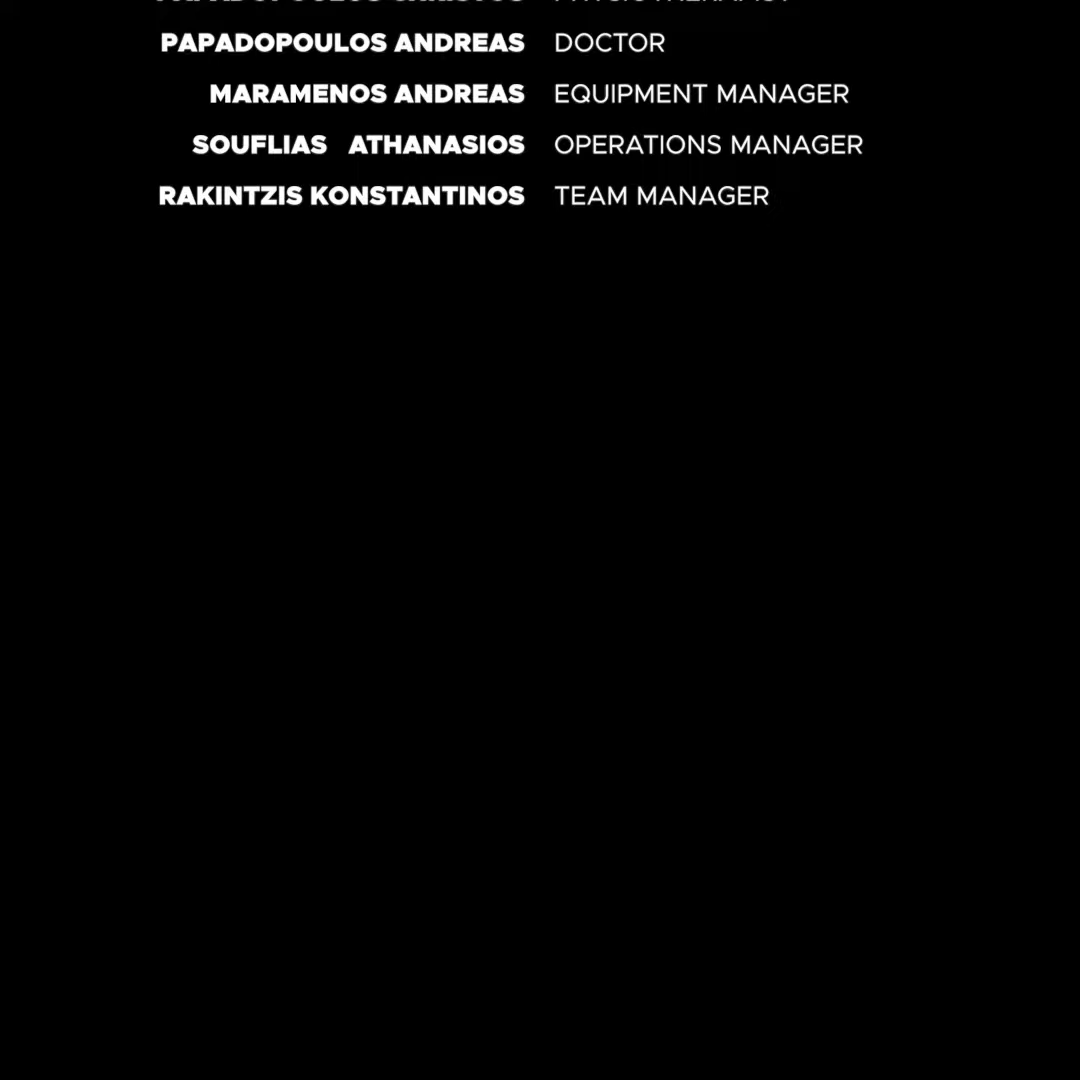 PAPADOPOULOS ANDREAS DOCTOR
MARAMENOS ANDREAS EQUIPMENT MANAGER
SOUFLIAS ATHANASIOS OPERATIONS MANAGER
RAKINTZIS KONSTANTINOS TEAM MANAGER